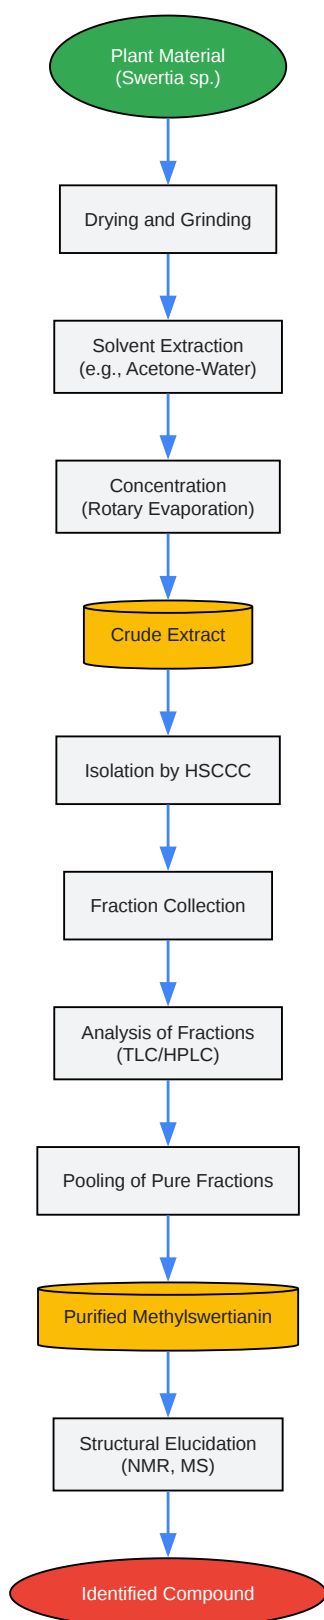 Plant Material
(Swertia sp.)
Drying and Grinding
Solvent Extraction
(e.g., Acetone-Water)
Concentration
(Rotary Evaporation)
Crude Extract
Isolation by HSCCC
Fraction Collection
Analysis of Fractions
(TLC/HPLC)
Pooling of Pure Fractions
Purified Methylswertianin
Structural Elucidation
(NMR, MS)
Identified Compound